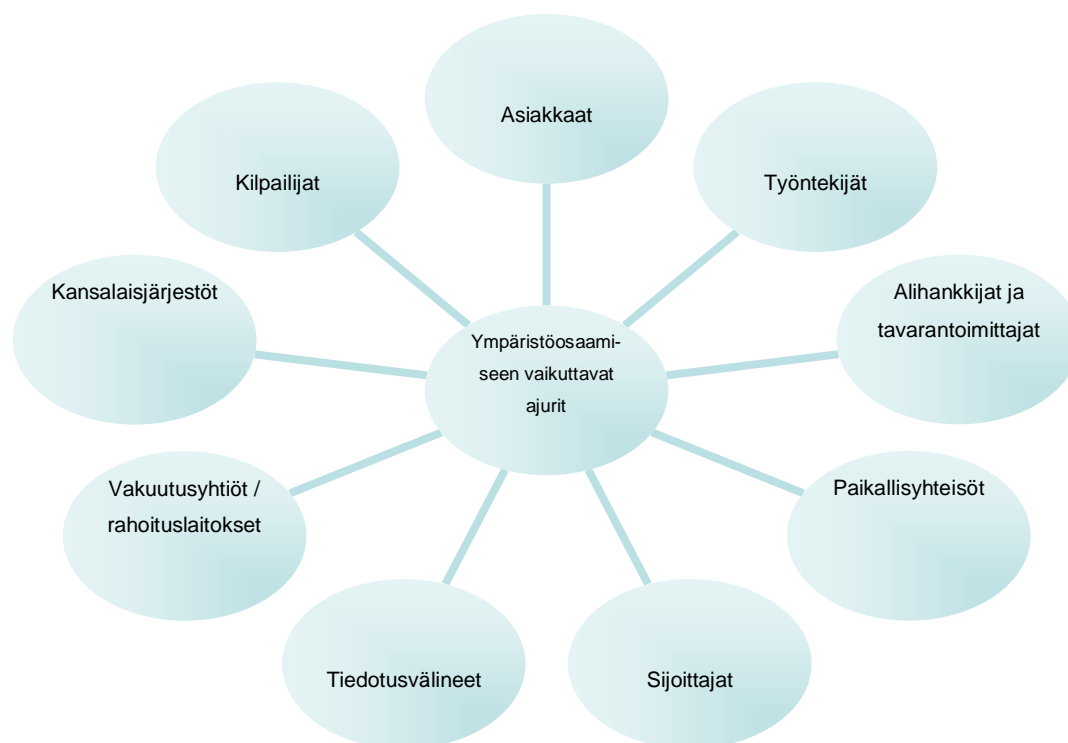 Asiakkaat
Kilpailijat
Työntekijät
Kansalaisjärjestöt
Alihankkijat ja
tavarantoimittajat
Ympäristöosaami-
seen vaikuttavat
ajurit
Vakuutusyhtiöt /
rahoituslaitokset
Paikallisyhteisöt
Tiedotusvälineet
Sijoittajat